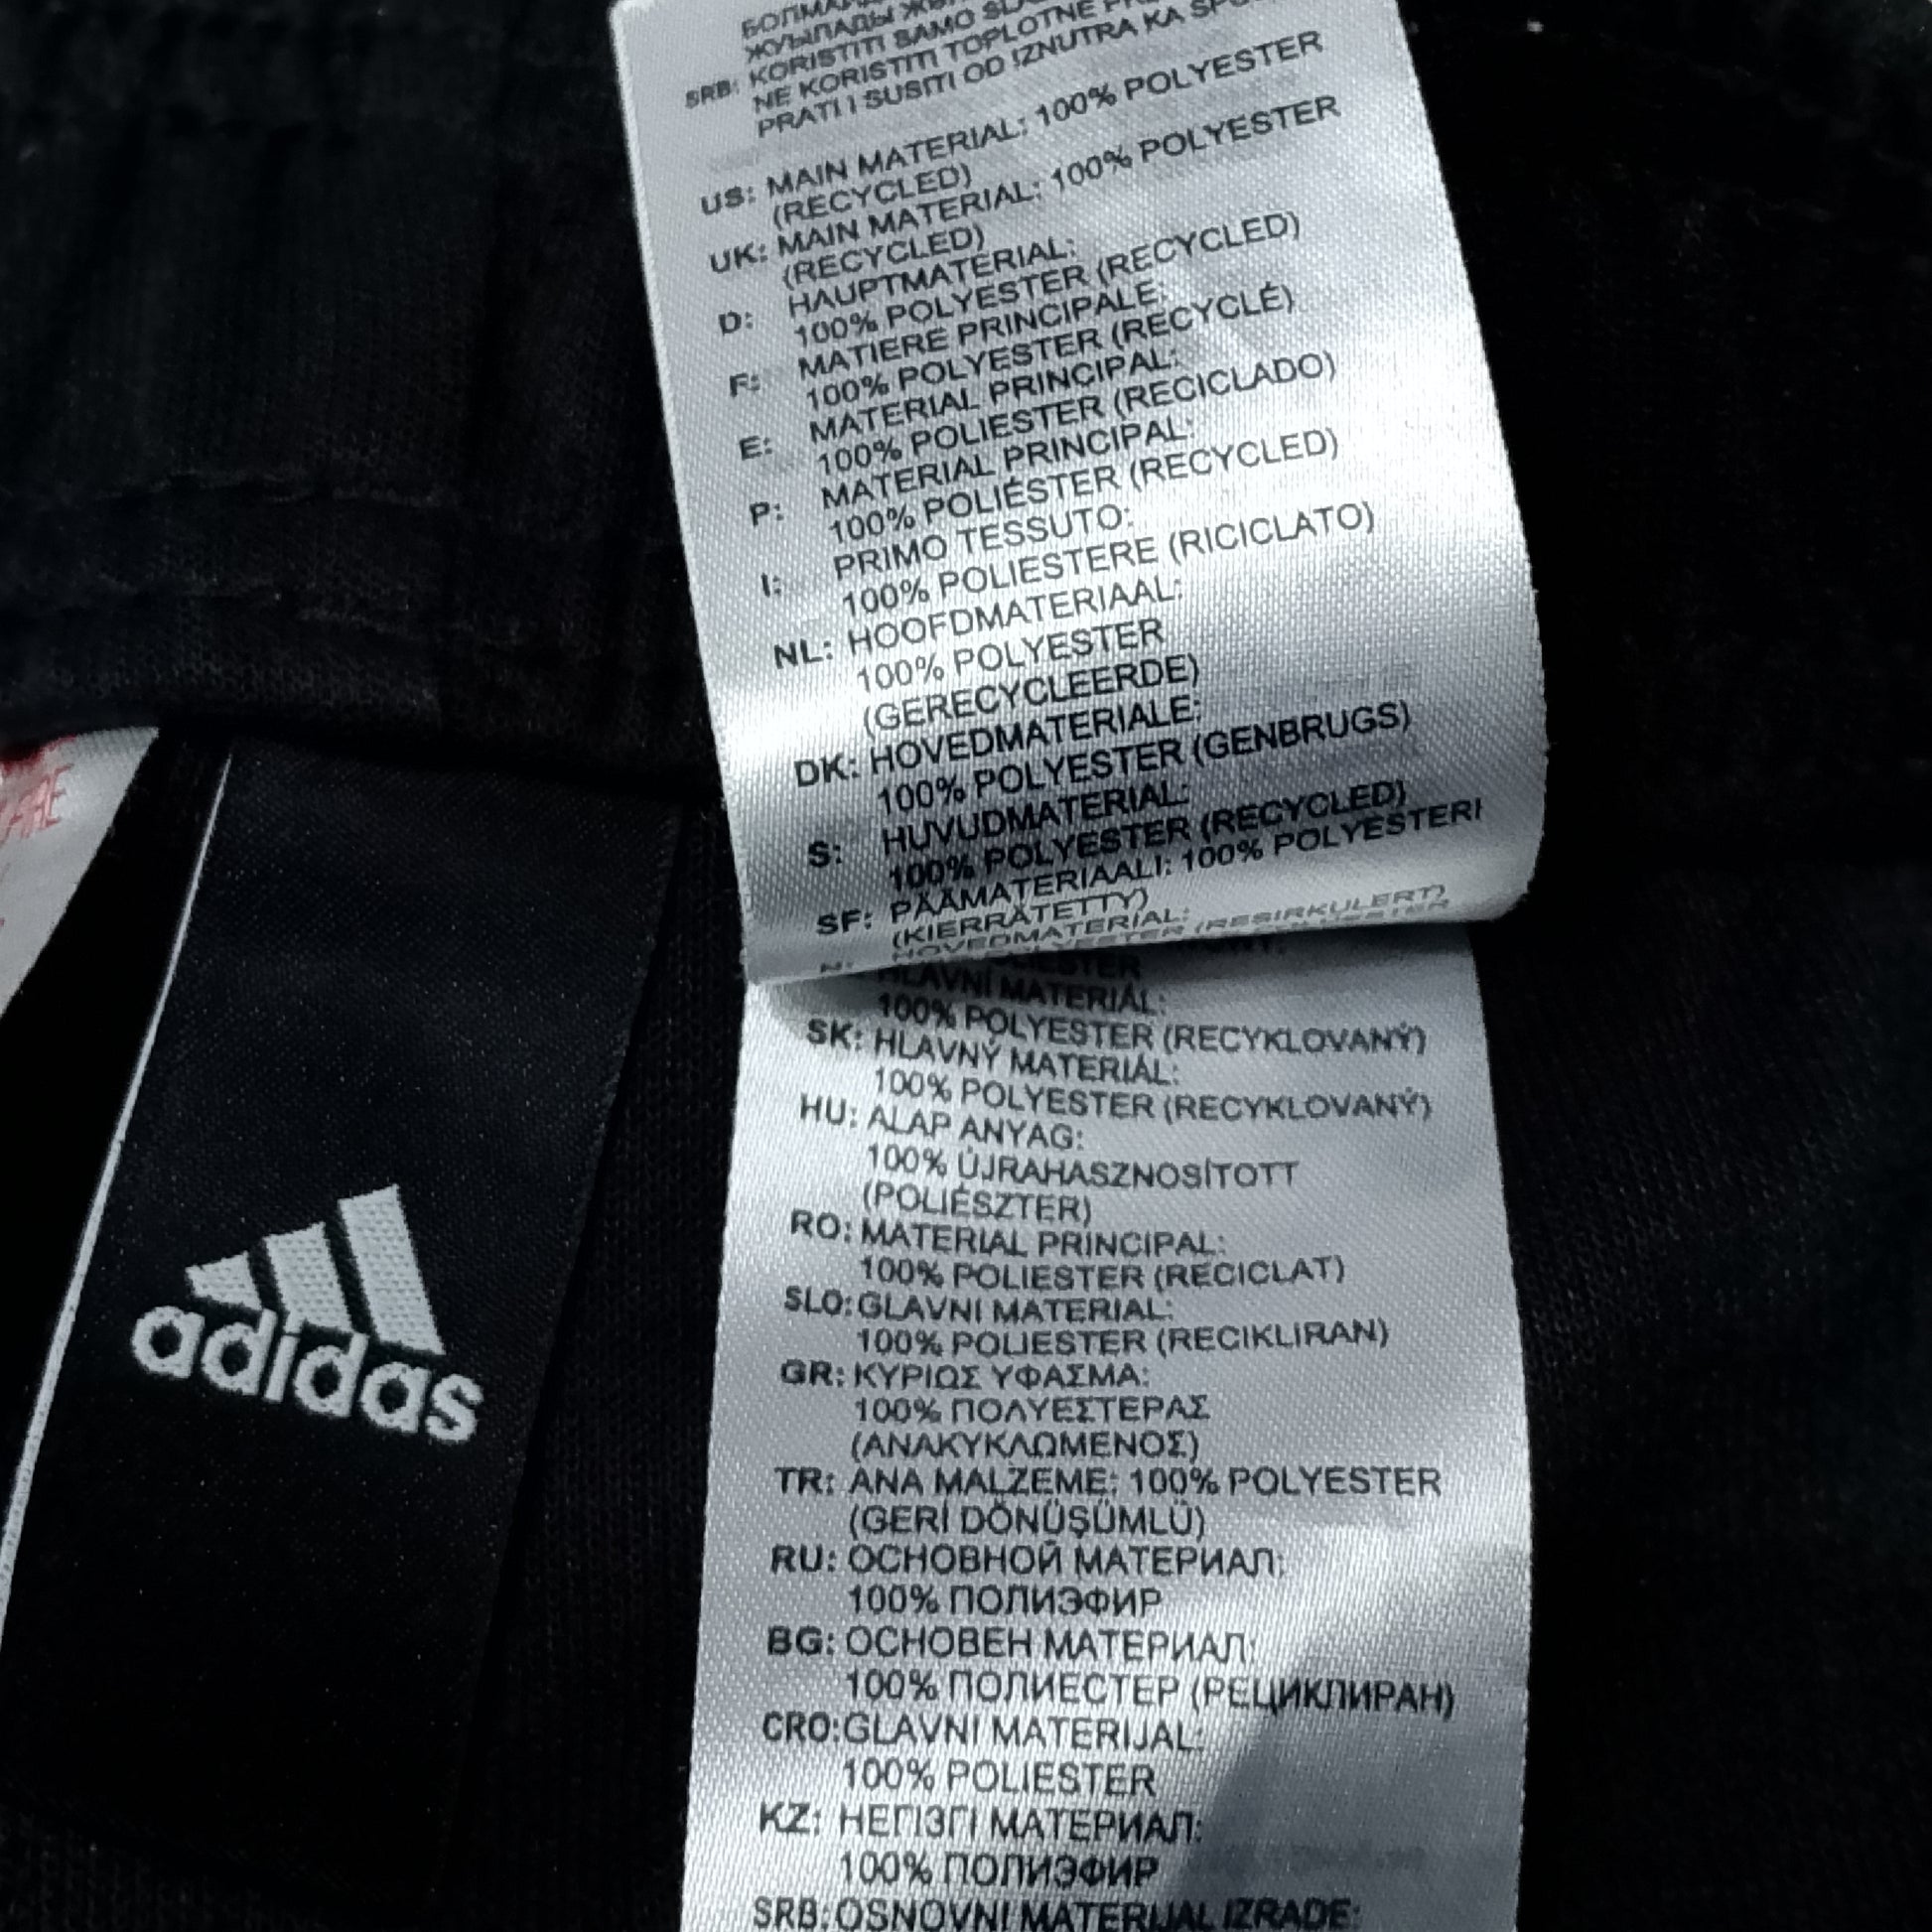 SRB: KORISTITI SAMO
NE KORISTITI TOPLOTNE
PRATI I SUSITI OD IZNUTRA KA
US: MAIN MATERIAL: 100% POLYESTER
(RECYCLED)
UK: MAIN MATERIAL: 100% POLYESTER
(RECYCLED)
D: HAUPTMATERIAL:
100% POLYESTER (RECYCLED)
F: MATIERE PRINCIPALE:
100% POLYESTER (RECYCLÉ)
E: MATERIAL PRINCIPAL:
100% POLIESTER (RECICLADO)
P: MATERIAL PRINCIPAL:
100% POLIÉSTER (RECYCLED)
I: PRIMO TESSUTO:
100% POLIESTERE (RICICLATO)
NL: HOOFDMATERIAAL:
100% POLYESTER
(GERECYCLEERDE)
DK: HOVEDMATERIALE:
100% POLYESTER (GENBRUGS)
S: HUVUDMATERIAL:
100% POLYESTER (RECYCLED)
SF: PÄÄMATERIAALI: 100% POLYESTERI
(KIERRÄTETTY)
HOVEDMATERIAL:
POLYESTER (RESIRKULERT)
HLAVNÍ MATERIÁL:
100% POLYESTER (RECYKLOVANÝ)
SK: HLAVNÝ MATERIÁL:
100% POLYESTER (RECYKLOVANÝ)
HU: ALAP ANYAG:
100% ÚJRAHASZNOSÍTOTT
(POLIÉSZTER)
RO: MATERIAL PRINCIPAL:
100% POLIESTER (RECICLAT)
SLO: GLAVNI MATERIAL:
100% POLIESTER (RECIKLIRAN)
GR: ΚΥΡΙΩΣ ΥΦΑΣΜΑ:
100% ΠΟΛΥΕΣΤΕΡΑΣ
(ΑΝΑΚΥΚΛΩΜΕΝΟΣ)
TR: ANA MALZEME: 100% POLYESTER
(GERİ DÖNÜŞÜMLÜ)
RU: ОСНОВНОЙ МАТЕРИАЛ:
100% ПОЛИЭФИР
BG: ОСНОВЕН МАТЕРИАЛ:
100% ПОЛИЕСТЕР (РЕЦИКЛИРАН)
CRO: GLAVNI MATERIJAL:
100% POLIESTER
KZ: НЕГІЗГІ МАТЕРИАЛ:
100% ПОЛИЭФИР
SRB: OSNOVNI MATERIJAL IZRADE:
adidas